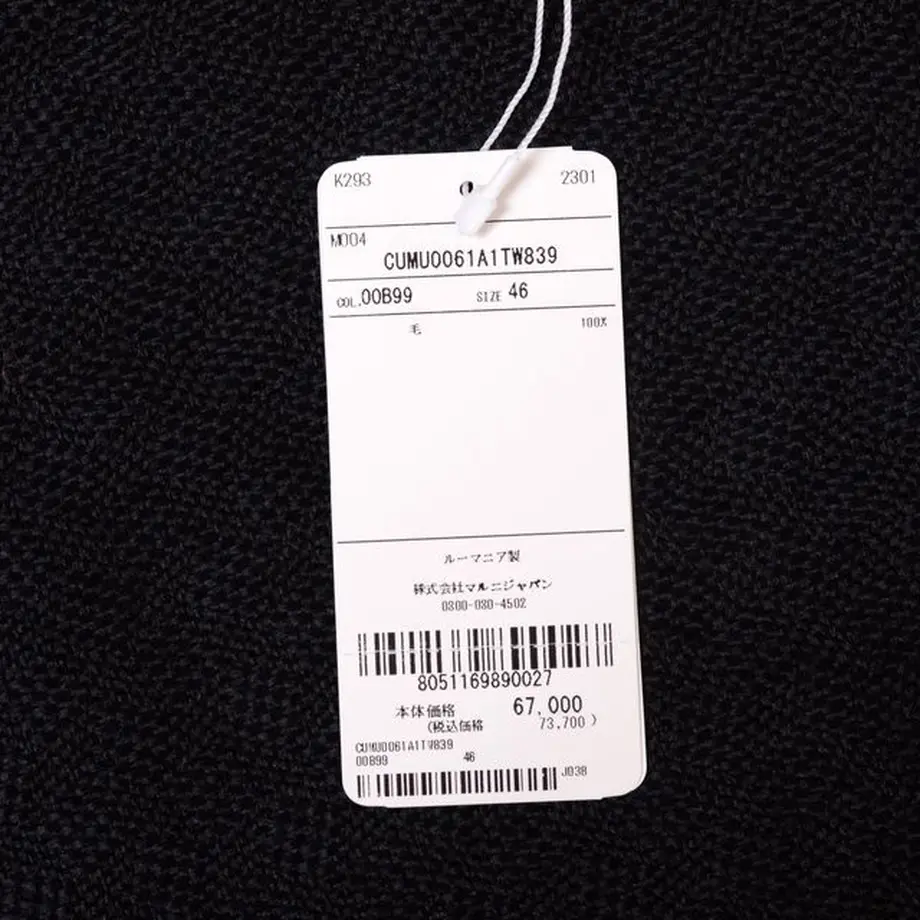 K293 2301
M004
CUMU0061A1TW839
COL.00B99 SIZE 46
毛 100%
ルーマニア製
株式会社マルニジャパン
0800-080-4502
8051169890027
本体価格 67,000
(税込価格 73,700 )
CUMU0061A1TW839
00B99 46
J038